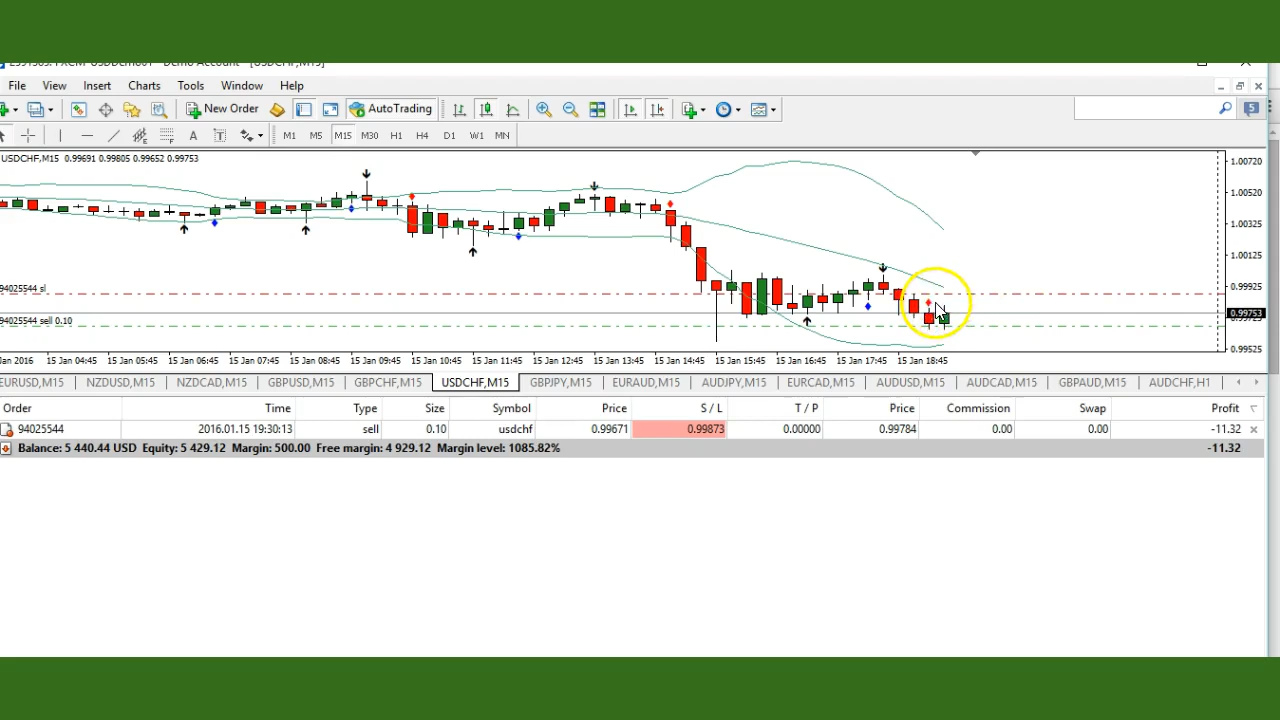 Demo Account - [USDCHF,M15]
File View Insert Charts Tools Window Help
New Order AutoTrading 5
A T M1 M5 M15 M30 H1 H4 D1 W1 MN
USDCHF,M15 0.99691 0.99805 0.99652 0.99753
1.00720
1.00520
1.00325
1.00125
0.99925
94025544 sl
0.99753
94025544 sell 0.10
0.99525
Jan 2016 15 Jan 04:45 15 Jan 05:45 15 Jan 06:45 15 Jan 07:45 15 Jan 08:45 15 Jan 09:45 15 Jan 10:45 15 Jan 11:45 15 Jan 12:45 15 Jan 13:45 15 Jan 14:45 15 Jan 15:45 15 Jan 16:45 15 Jan 17:45 15 Jan 18:45
EURUSD,M15 NZDUSD,M15 NZDCAD,M15 GBPUSD,M15 GBPCHF,M15 USDCHF,M15 GBPJPY,M15 EURAUD,M15 AUDJPY,M15 EURCAD,M15 AUDUSD,M15 AUDCAD,M15 GBPAUD,M15 AUDCHF,H1
Order Time Type Size Symbol Price S / L T / P Price Commission Swap Profit
94025544 2016.01.15 19:30:13 sell 0.10 usdchf 0.99671 0.99873 0.00000 0.99784 0.00 0.00 -11.32
Balance: 5 440.44 USD Equity: 5 429.12 Margin: 500.00 Free margin: 4 929.12 Margin level: 1085.82% -11.32